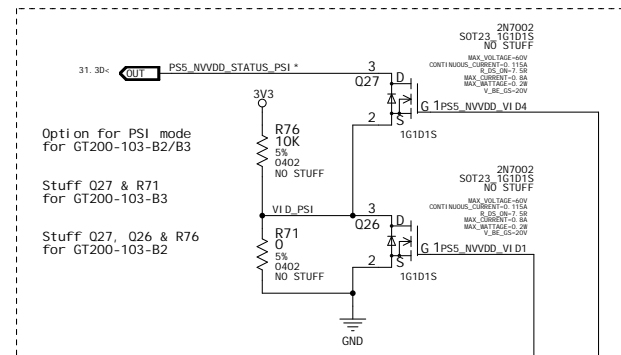 2N7002
SOT23_1G1D1S
NO STUFF
MAX_VOLTAGE=60V
CONTINUOUS_CURRENT=0.115A
R_DS_ON=7.5R
MAX_CURRENT=0.8A
MAX_WATTAGE=0.2W
V_BE_GS=20V
31.3D<
OUT
PS5_NVVDD_STATUS_PSI*
3
Q27
D
2
S
G
1
PS5_NVVDD_VID4
1G1D1S
3V3
R76
10K
5%
0402
NO STUFF
Option for PSI mode
for GT200-103-B2/B3
Stuff Q27 & R71
for GT200-103-B3
Stuff Q27, Q26 & R76
for GT200-103-B2
2N7002
SOT23_1G1D1S
NO STUFF
MAX_VOLTAGE=60V
CONTINUOUS_CURRENT=0.115A
R_DS_ON=7.5R
MAX_CURRENT=0.8A
MAX_WATTAGE=0.2W
V_BE_GS=20V
VID_PSI
3
Q26
D
2
S
G
1
PS5_NVVDD_VID1
1G1D1S
R71
0
5%
0402
NO STUFF
GND